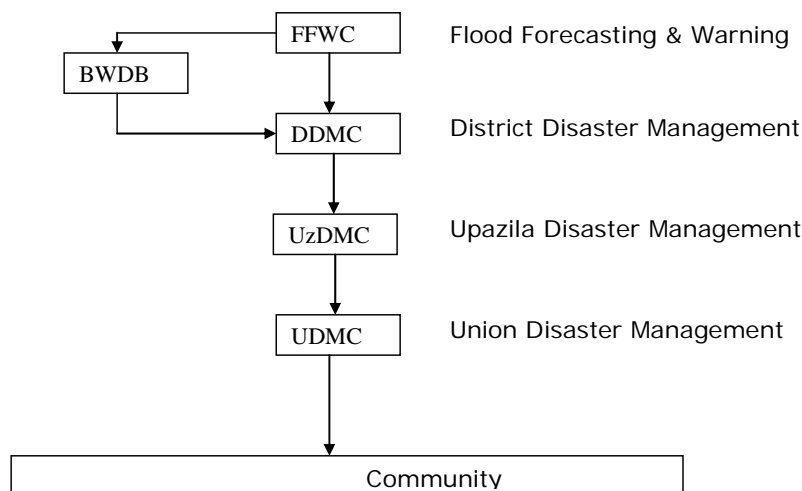 FFWC Flood Forecasting & Warning
BWDB
DDMC District Disaster Management
UzDMC Upazila Disaster Management
UDMC Union Disaster Management
Community